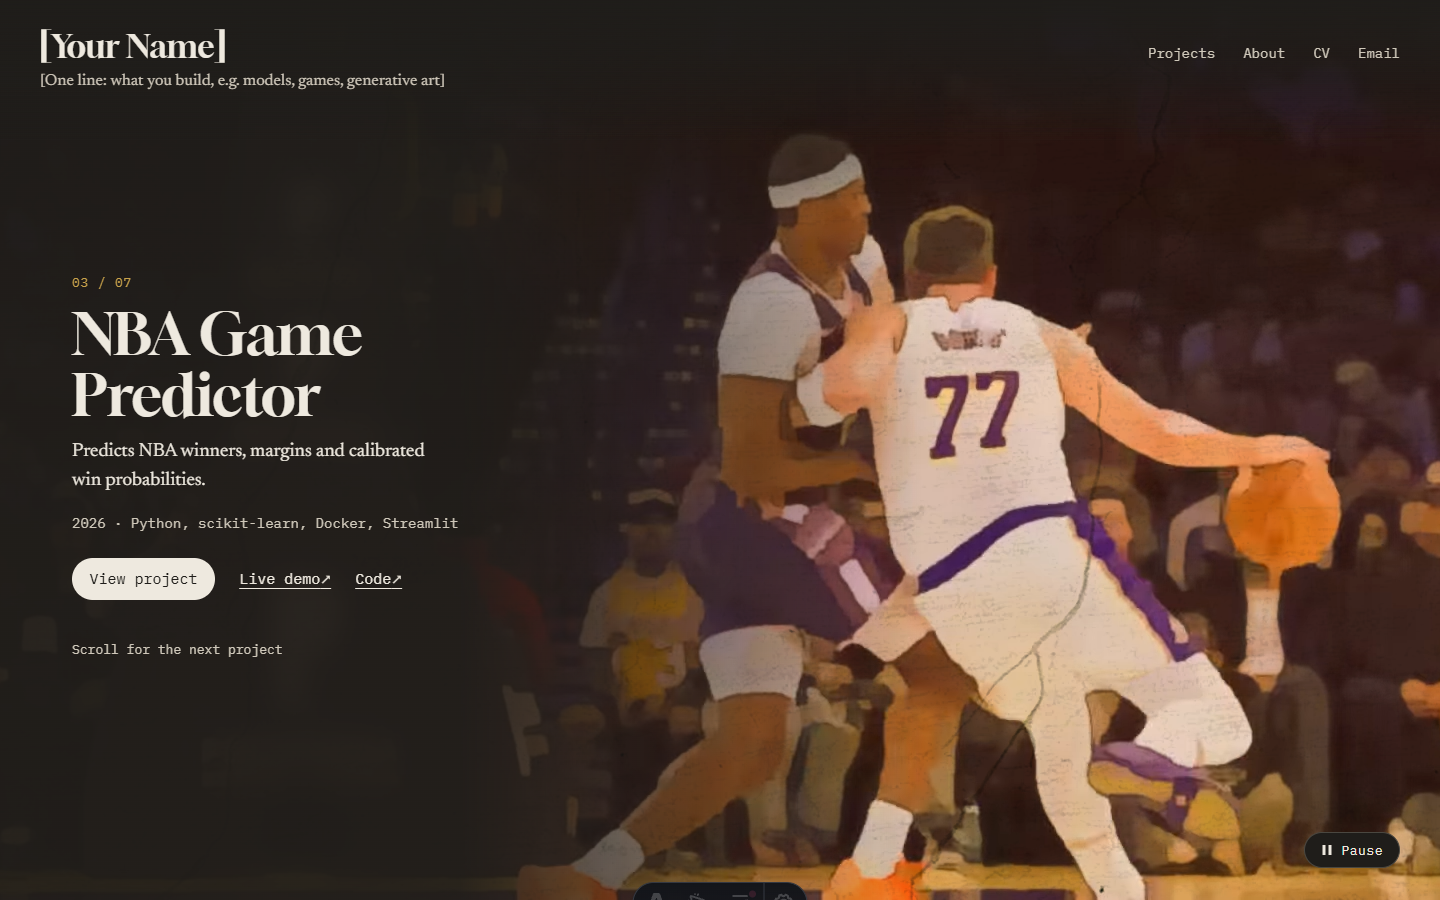 [Your Name]
[One line: what you build, e.g. models, games, generative art]
Projects About CV Email
03 / 07
NBA Game
Predictor
Predicts NBA winners, margins and calibrated
win probabilities.
2026 · Python, scikit-learn, Docker, Streamlit
View project Live demo↗ Code↗
Scroll for the next project
77
Pause